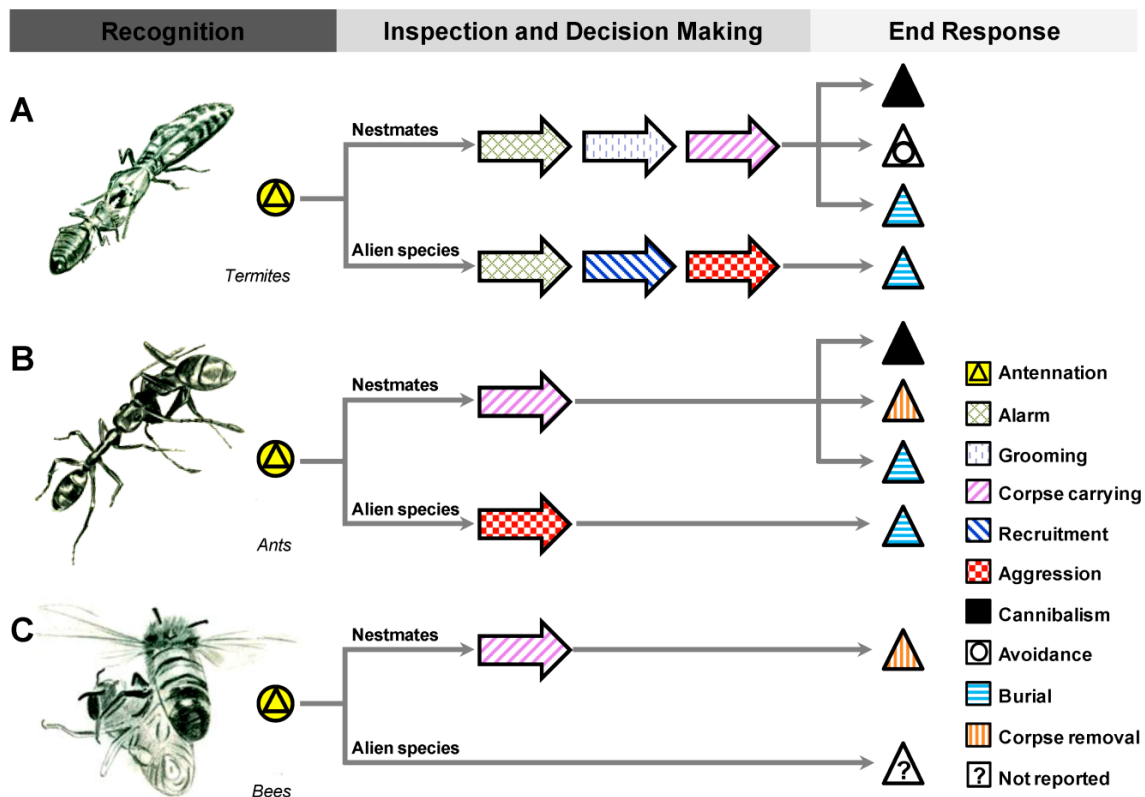 Recognition
Inspection and Decision Making
End Response
A
Nestmates
Alien species
Termites
B
Nestmates
Alien species
Ants
C
Nestmates
Alien species
?
Bees
Antennation
Alarm
Grooming
Corpse carrying
Recruitment
Aggression
Cannibalism
Avoidance
Burial
Corpse removal
? Not reported